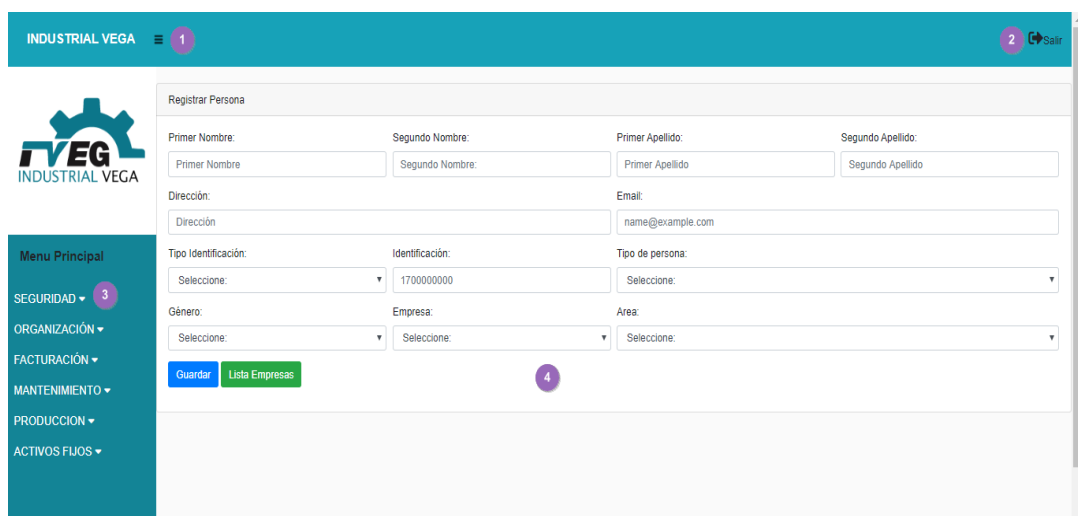 INDUSTRIAL VEGA 1 2 Salir
IVEG
INDUSTRIAL VEGA
Menu Principal
SEGURIDAD 3
ORGANIZACIÓN
FACTURACIÓN
MANTENIMIENTO
PRODUCCION
ACTIVOS FIJOS
Registrar Persona
Primer Nombre: Segundo Nombre: Primer Apellido: Segundo Apellido:
Primer Nombre Segundo Nombre: Primer Apellido Segundo Apellido
Dirección: Email:
Dirección name@example.com
Tipo Identificación: Identificación: Tipo de persona:
Seleccione: 1700000000 Seleccione:
Género: Empresa: Area:
Seleccione: Seleccione: Seleccione:
Guardar Lista Empresas 4